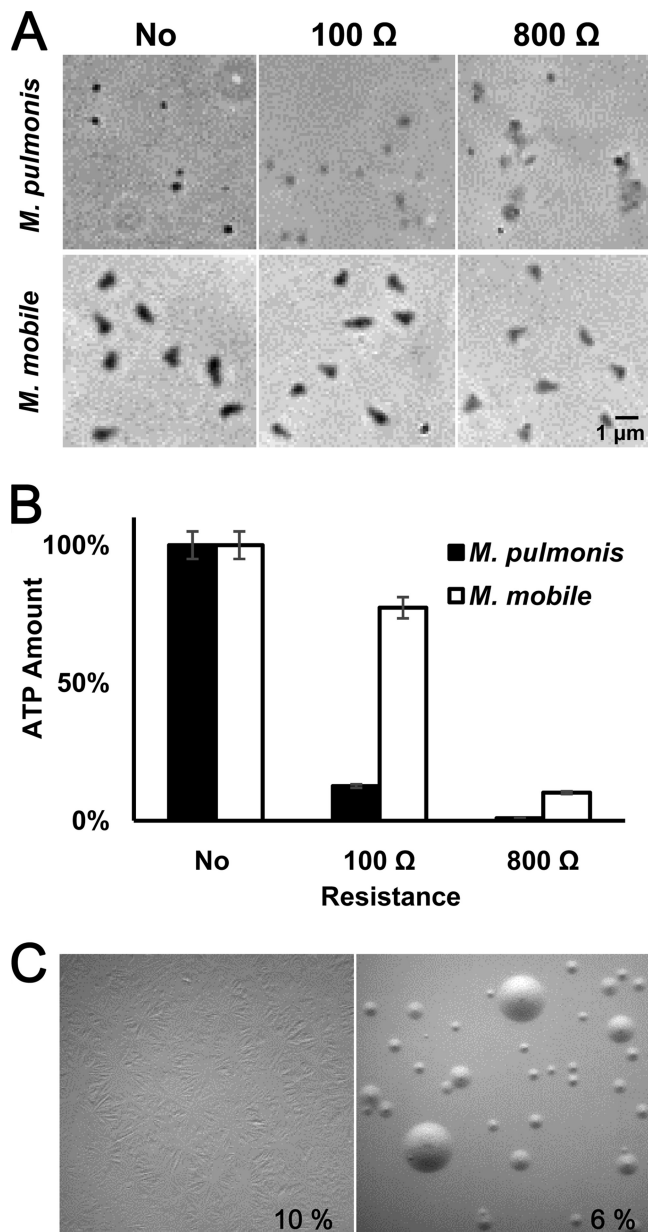 A
No
100 Ω
800 Ω
M. pulmonis
M. mobile
1 µm
B
ATP Amount
100%
50%
0%
M. pulmonis
M. mobile
No
100 Ω
800 Ω
Resistance
C
10 %
6 %